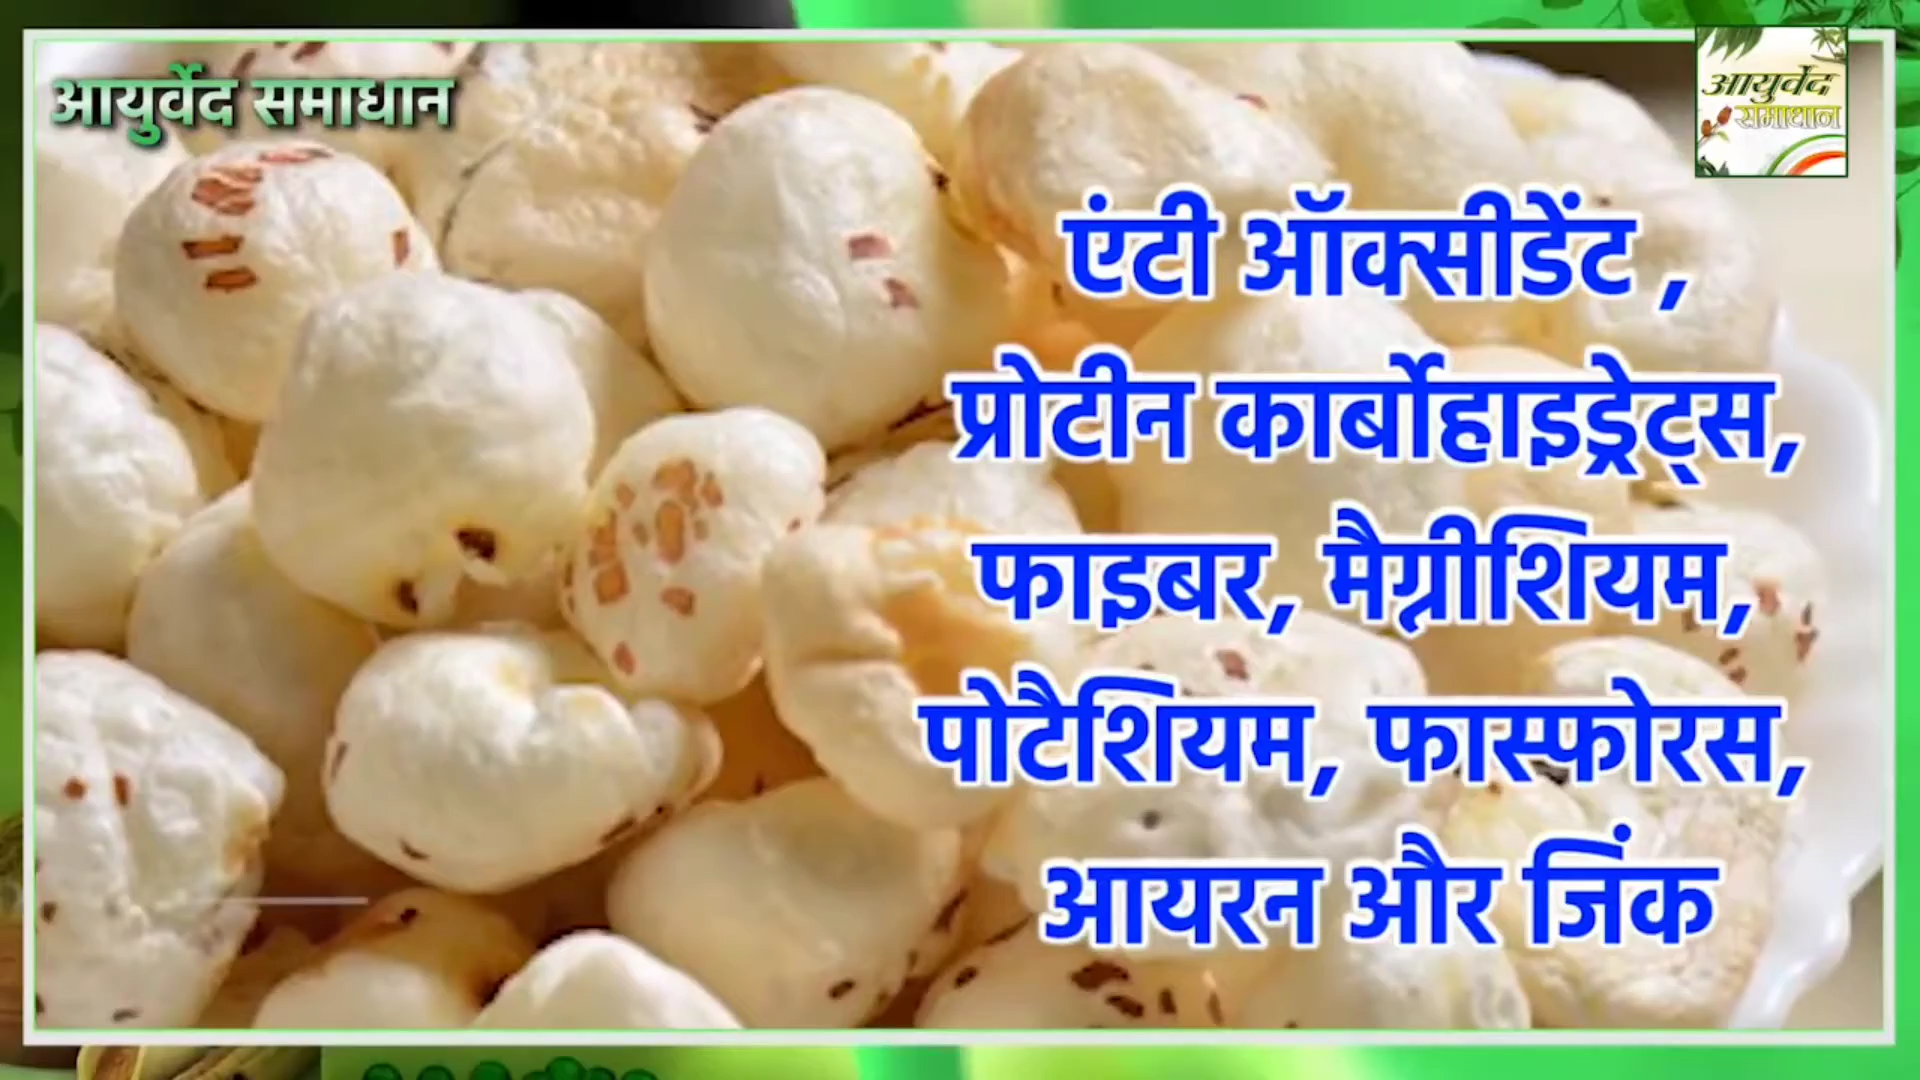 आयुर्वेद समाधान
आयुर्वेद
समाधान
एंटी ऑक्सीडेंट ,
प्रोटीन कार्बोहाइड्रेट्स,
फाइबर, मैग्नीशियम,
पोटैशियम, फास्फोरस,
आयरन और जिंक